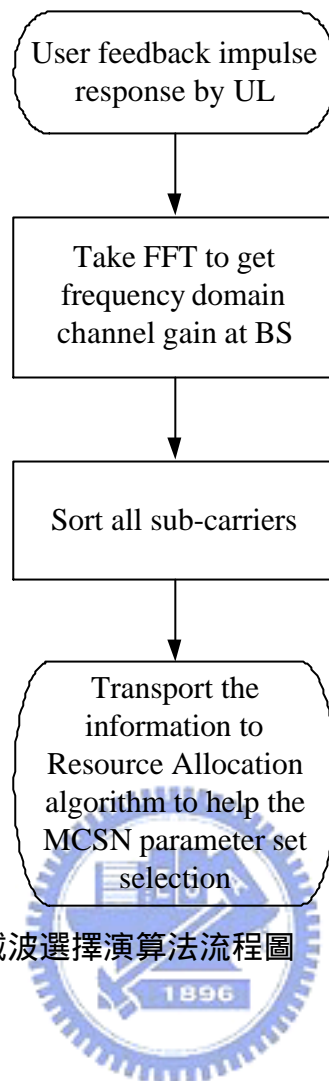 User feedback impulse
response by UL
Take FFT to get
frequency domain
channel gain at BS
Sort all sub-carriers
Transport the
information to
Resource Allocation
algorithm to help the
MCSN parameter set
selection
波選擇演算法流程圖
1896